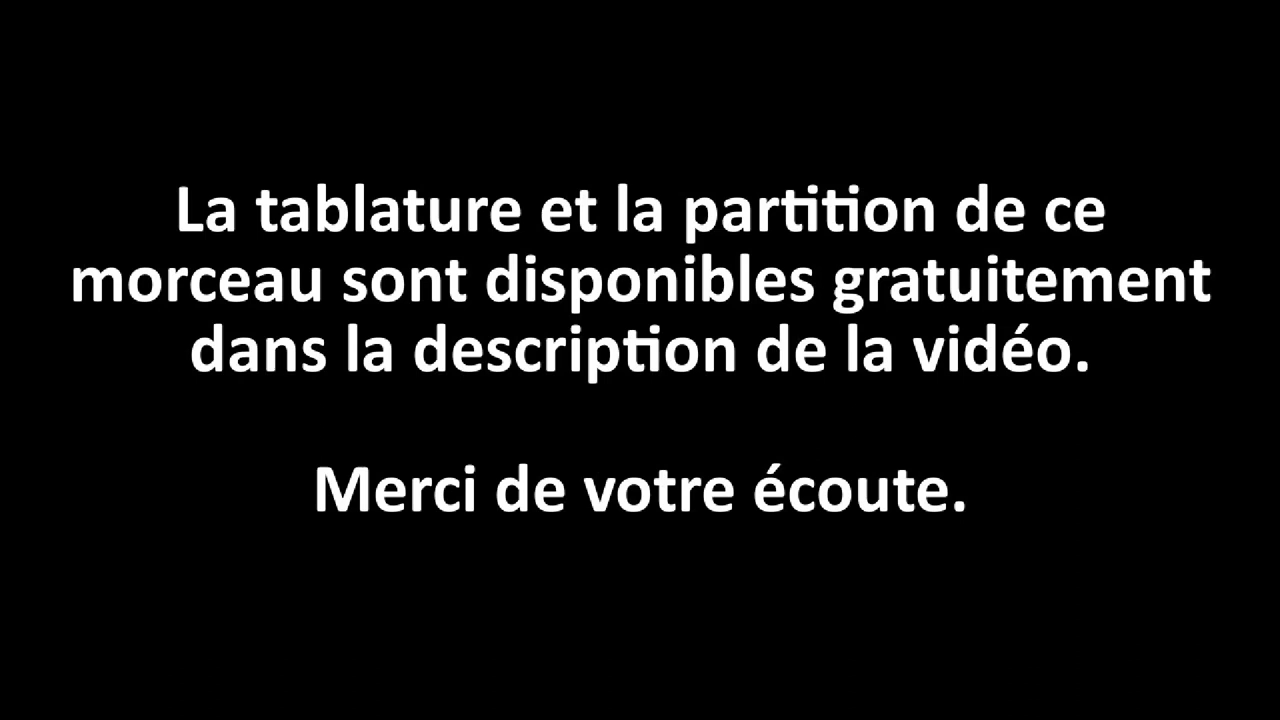 La tablature et la partition de ce
morceau sont disponibles gratuitement
dans la description de la vidéo.
Merci de votre écoute.